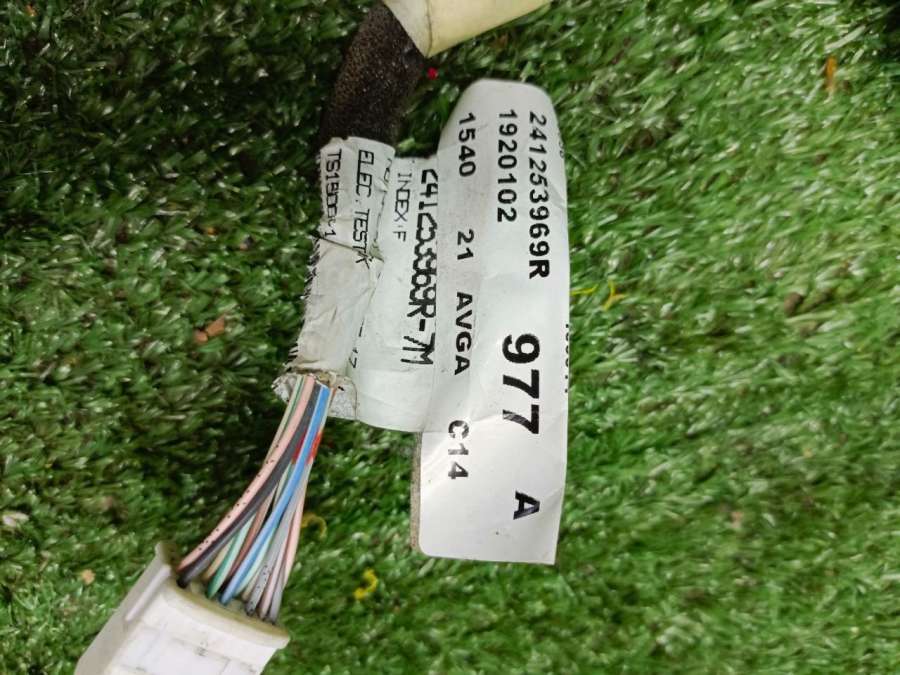 241253969R
1920102 977 A
1540 21 AVGA C14
241253969R-7M
INDEX:F
ELEC. TEST